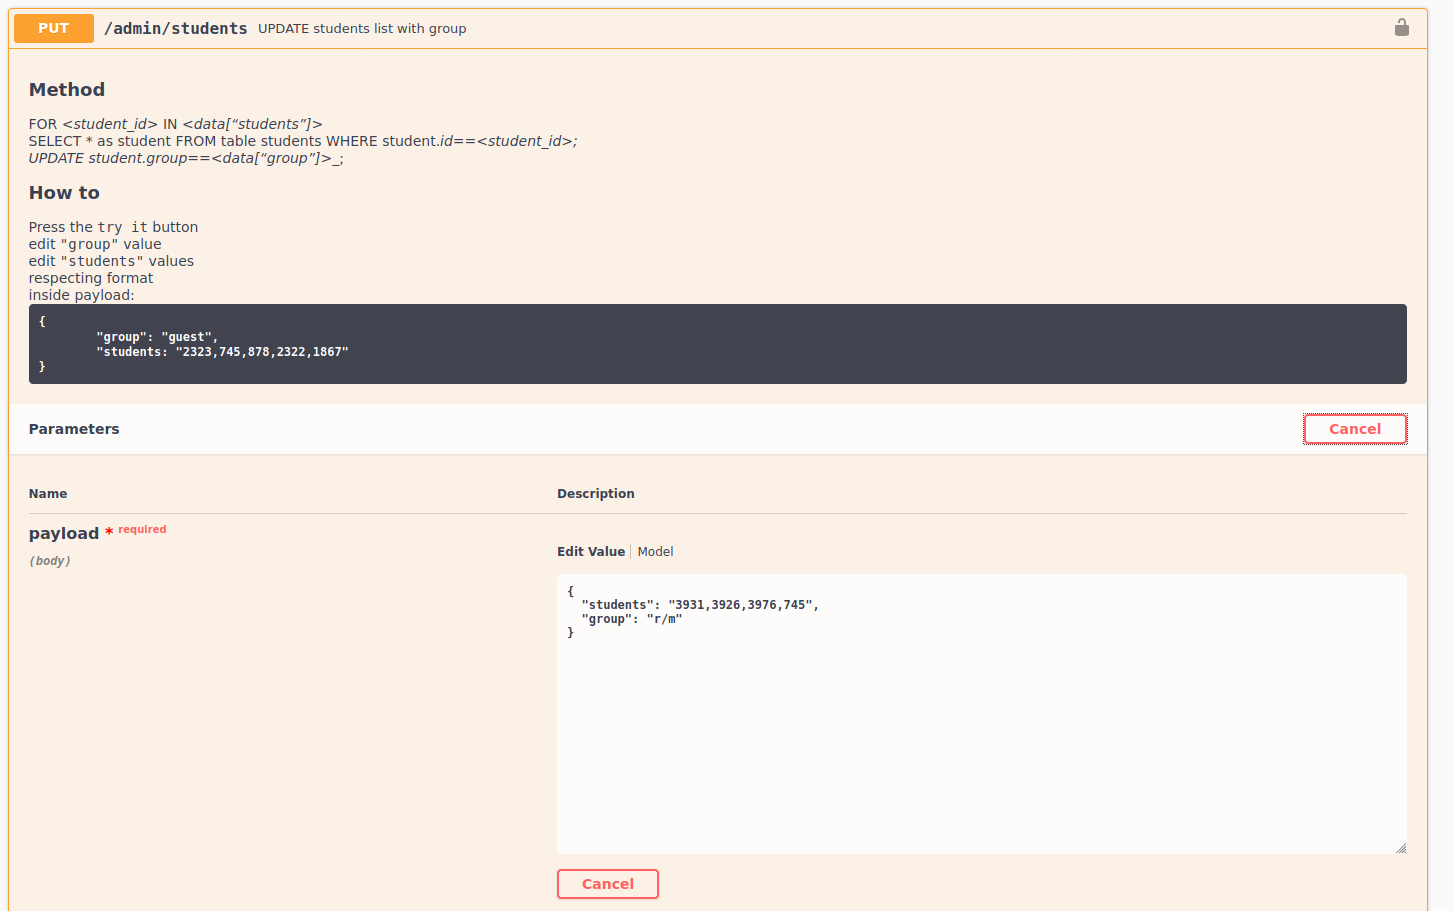 PUT /admin/students UPDATE students list with group
Method
FOR <student_id> IN <data[“students”]>
SELECT * as student FROM table students WHERE student.id==<student_id>;
UPDATE student.group==<data[“group”]>_;
How to
Press the try it button
edit "group" value
edit "students" values
respecting format
inside payload:
{
"group": "guest",
"students: "2323,745,878,2322,1867"
}
Parameters Cancel
Name Description
payload * required
(body)
Edit Value Model
{
"students": "3931,3926,3976,745",
"group": "r/m"
}
Cancel